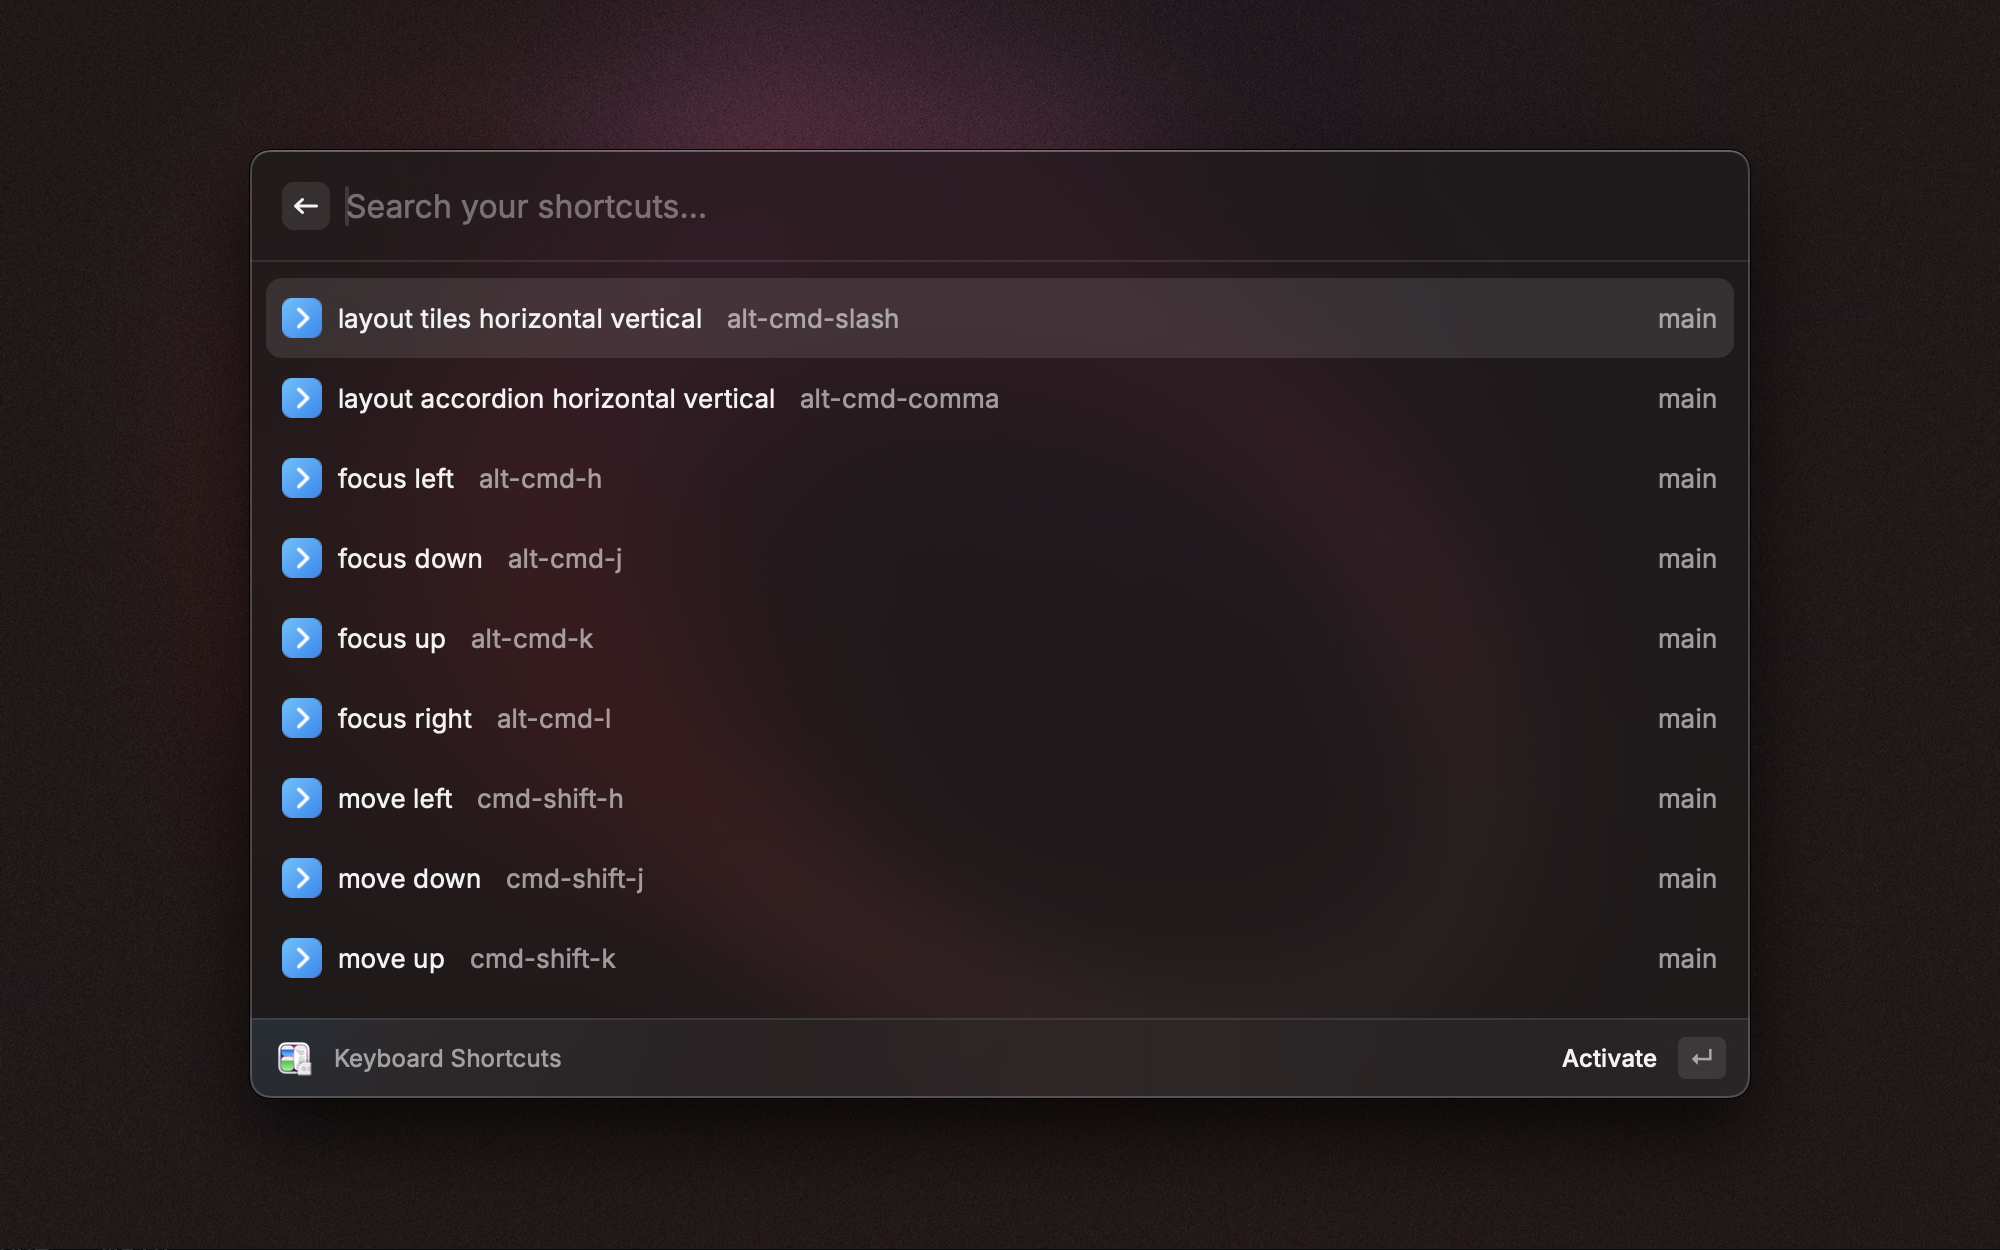 Search your shortcuts...
layout tiles horizontal vertical alt-cmd-slash main
layout accordion horizontal vertical alt-cmd-comma main
focus left alt-cmd-h main
focus down alt-cmd-j main
focus up alt-cmd-k main
focus right alt-cmd-l main
move left cmd-shift-h main
move down cmd-shift-j main
move up cmd-shift-k main
Keyboard Shortcuts Activate